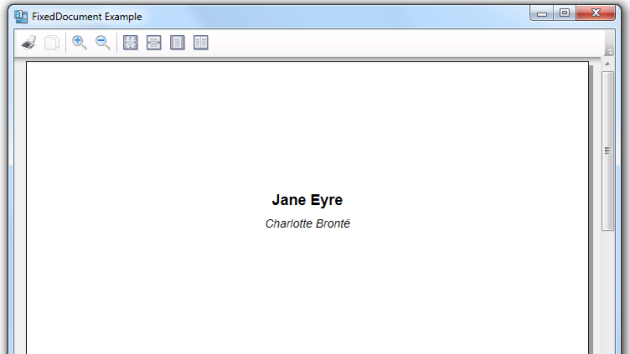 FixedDocument Example
Jane Eyre
Charlotte Brontë